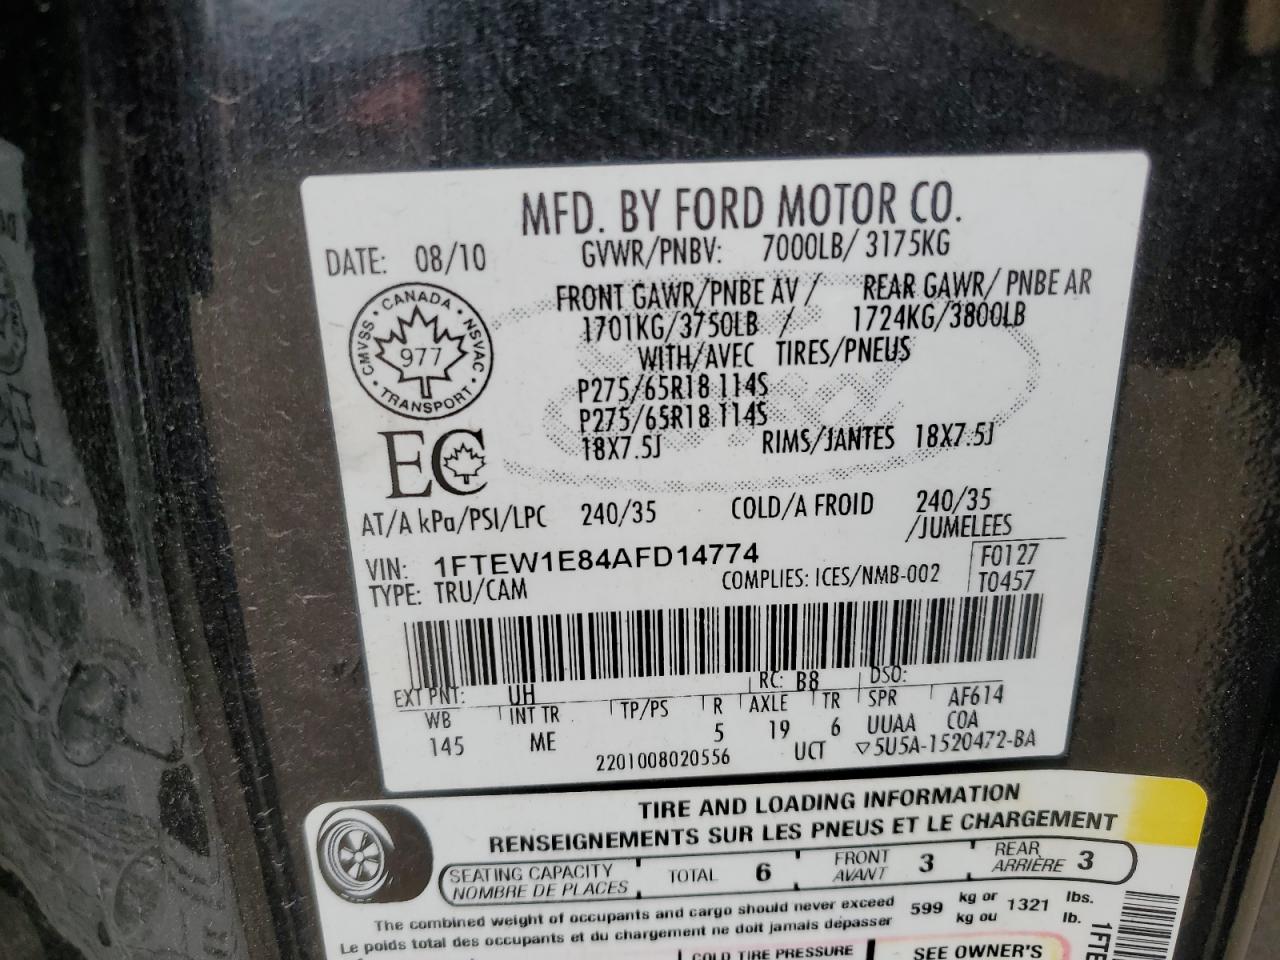 MFD. BY FORD MOTOR CO.
DATE: 08/10 GVWR/PNBV: 7000LB/ 3175KG
FRONT GAWR/PNBE AV / REAR GAWR/ PNBE AR
1701KG/3750LB / 1724KG/3800LB
WITH/AVEC TIRES/PNEUS
P275/65R18 114S
P275/65R18 114S
18X7.5J RIMS/JANTES 18X7.5J
CANADA
CMVSS NSVAC
977
TRANSPORT
EC
AT/A kPa/PSI/LPC 240/35 COLD/A FROID 240/35
/JUMELEES
VIN: 1FTEW1E84AFD14774 F0127
TYPE: TRU/CAM COMPLIES: ICES/NMB-002 T0457
EXT PNT: UH RC: B8 DSO:
WB INT TR TP/PS R AXLE TR SPR AF614
145 ME 5 19 6 UUAA COA
2201008020556 UCT ▽5U5A-1520472-BA
TIRE AND LOADING INFORMATION
RENSEIGNEMENTS SUR LES PNEUS ET LE CHARGEMENT
SEATING CAPACITY TOTAL 6 FRONT 3 REAR 3
NOMBRE DE PLACES AVANT ARRIÈRE
The combined weight of occupants and cargo should never exceed 599 kg or 1321 lbs.
Le poids total des occupants et du chargement ne doit jamais dépasser kg ou lb.
COLD TIRE PRESSURE SEE OWNER'S
1FTE